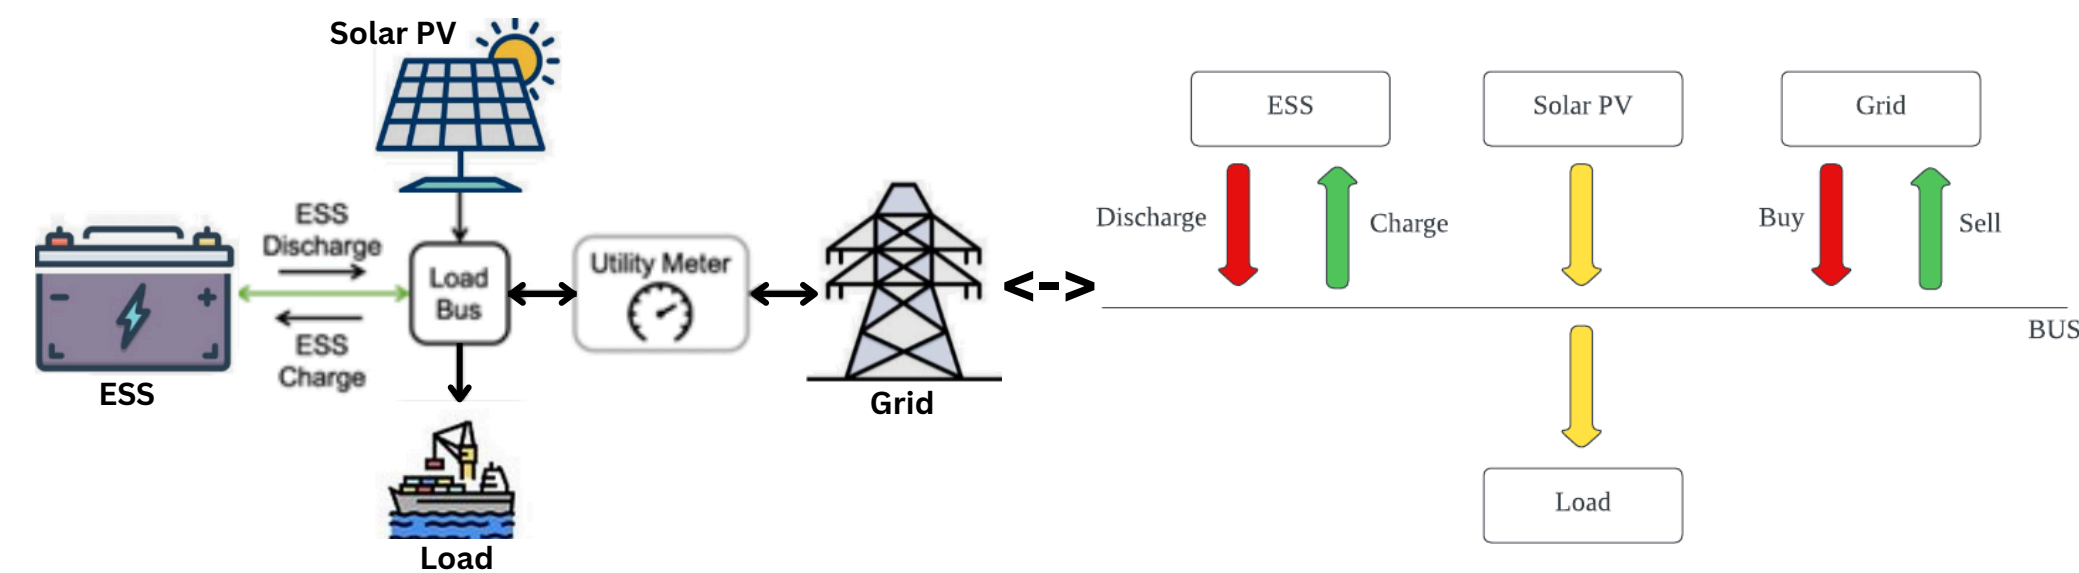 Solar PV
ESS
Discharge
ESS
Charge
ESS
Load
Bus
Utility Meter
Grid
Load
<->
ESS
Solar PV
Grid
Discharge
Charge
Buy
Sell
BUS
Load